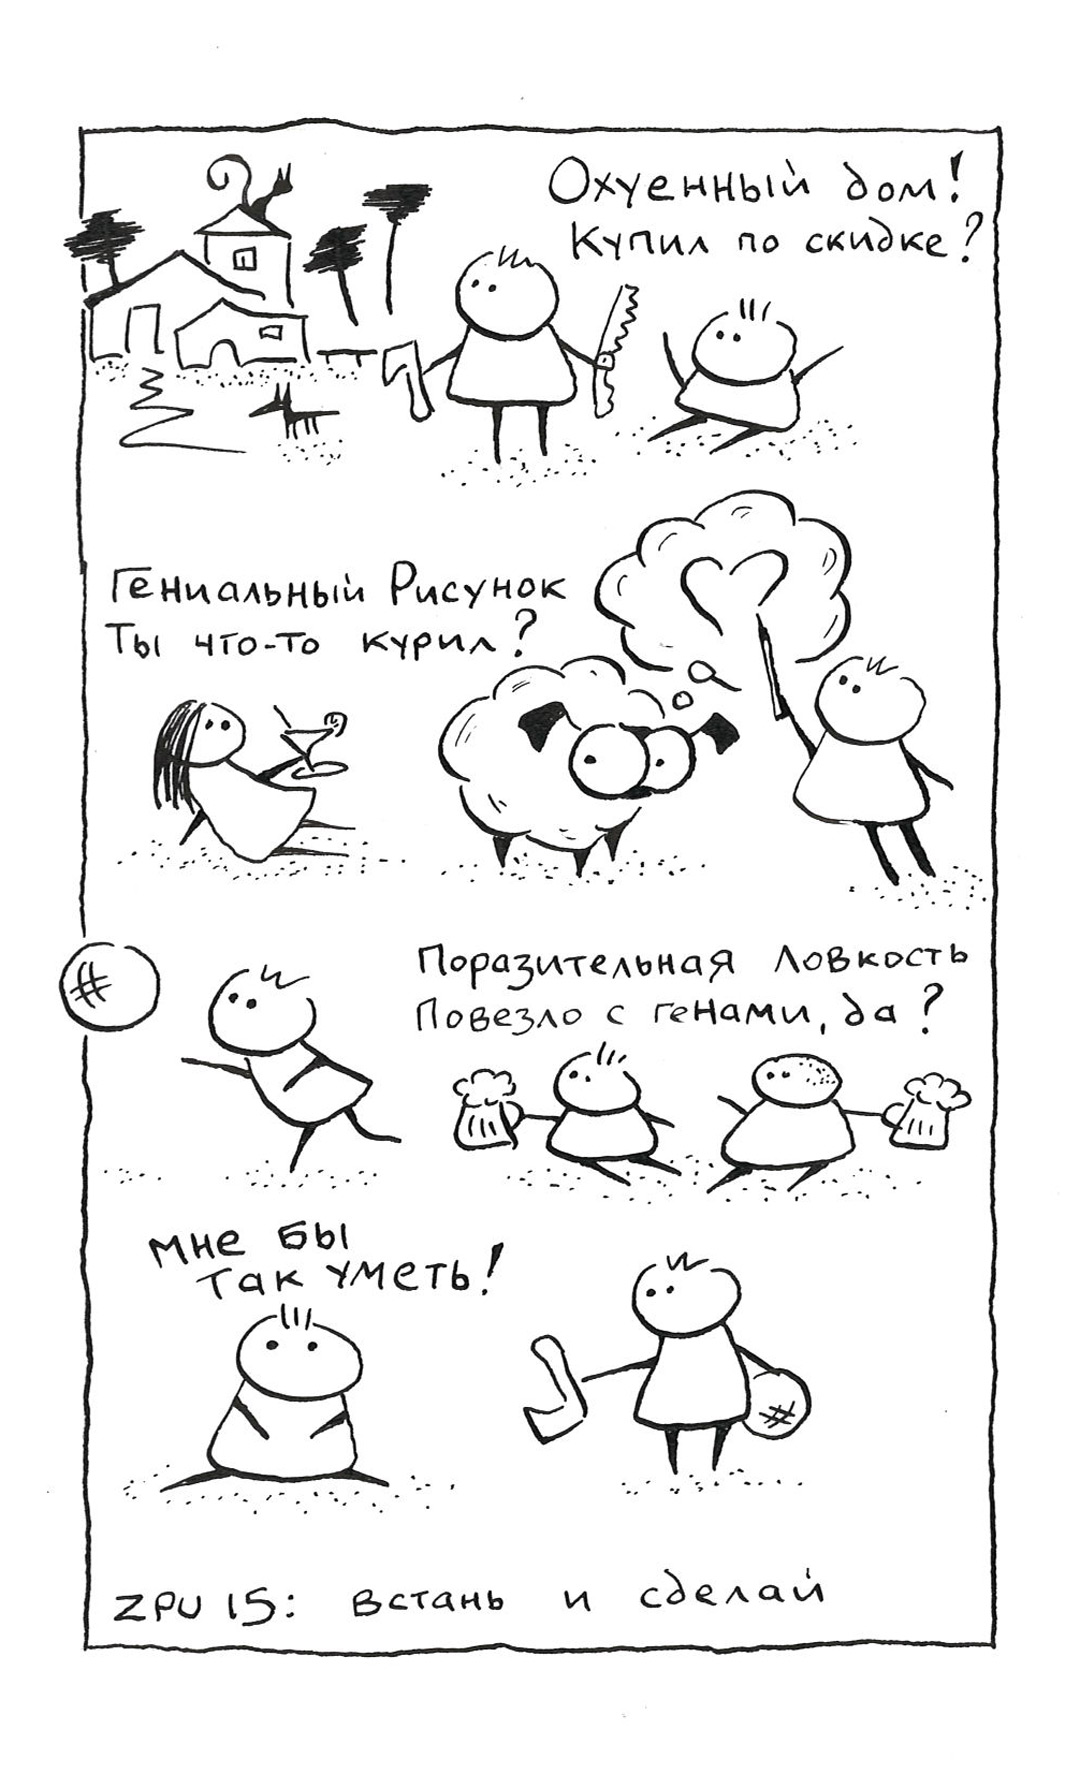 Охуенный дом!
Купил по скидке?
Гениальный Рисунок
Ты что-то курил?
Поразительная Ловкость
Повезло с генами, да?
Мне бы
так уметь!
ZPU 15: встань и сделай